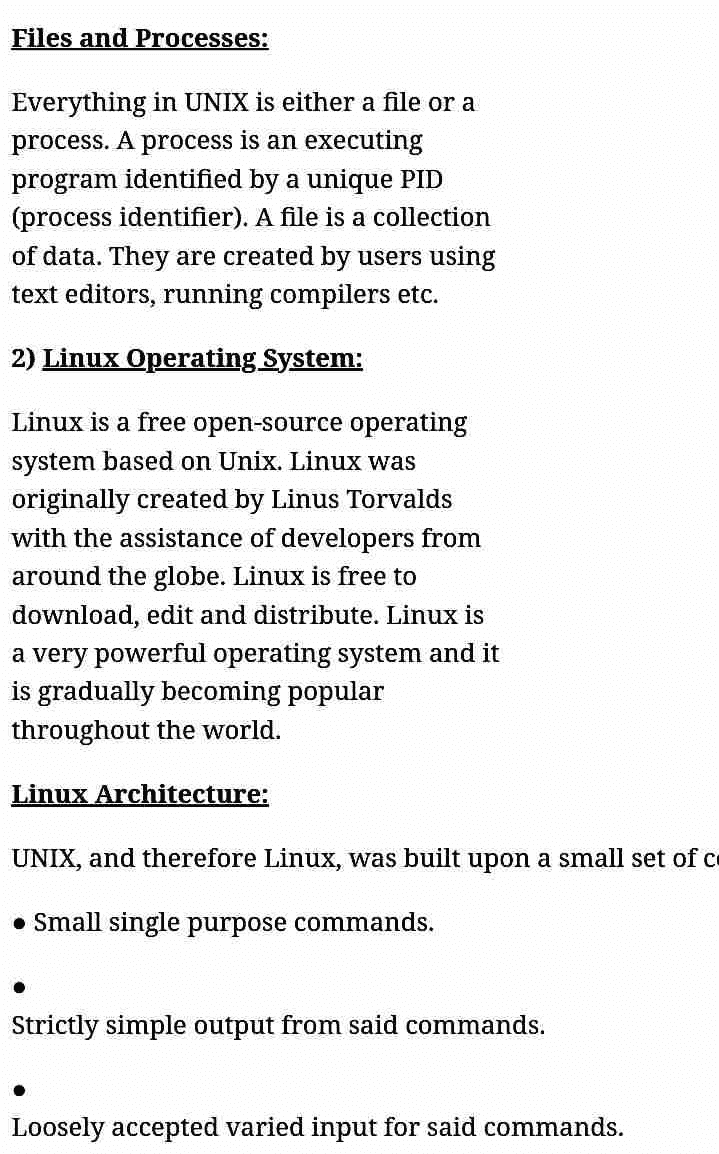 Files and Processes:
Everything in UNIX is either a file or a
process. A process is an executing
program identified by a unique PID
(process identifier). A file is a collection
of data. They are created by users using
text editors, running compilers etc.
2) Linux Operating System:
Linux is a free open-source operating
system based on Unix. Linux was
originally created by Linus Torvalds
with the assistance of developers from
around the globe. Linux is free to
download, edit and distribute. Linux is
a very powerful operating system and it
is gradually becoming popular
throughout the world.
Linux Architecture:
UNIX, and therefore Linux, was built upon a small set of
● Small single purpose commands.
●
Strictly simple output from said commands.
●
Loosely accepted varied input for said commands.